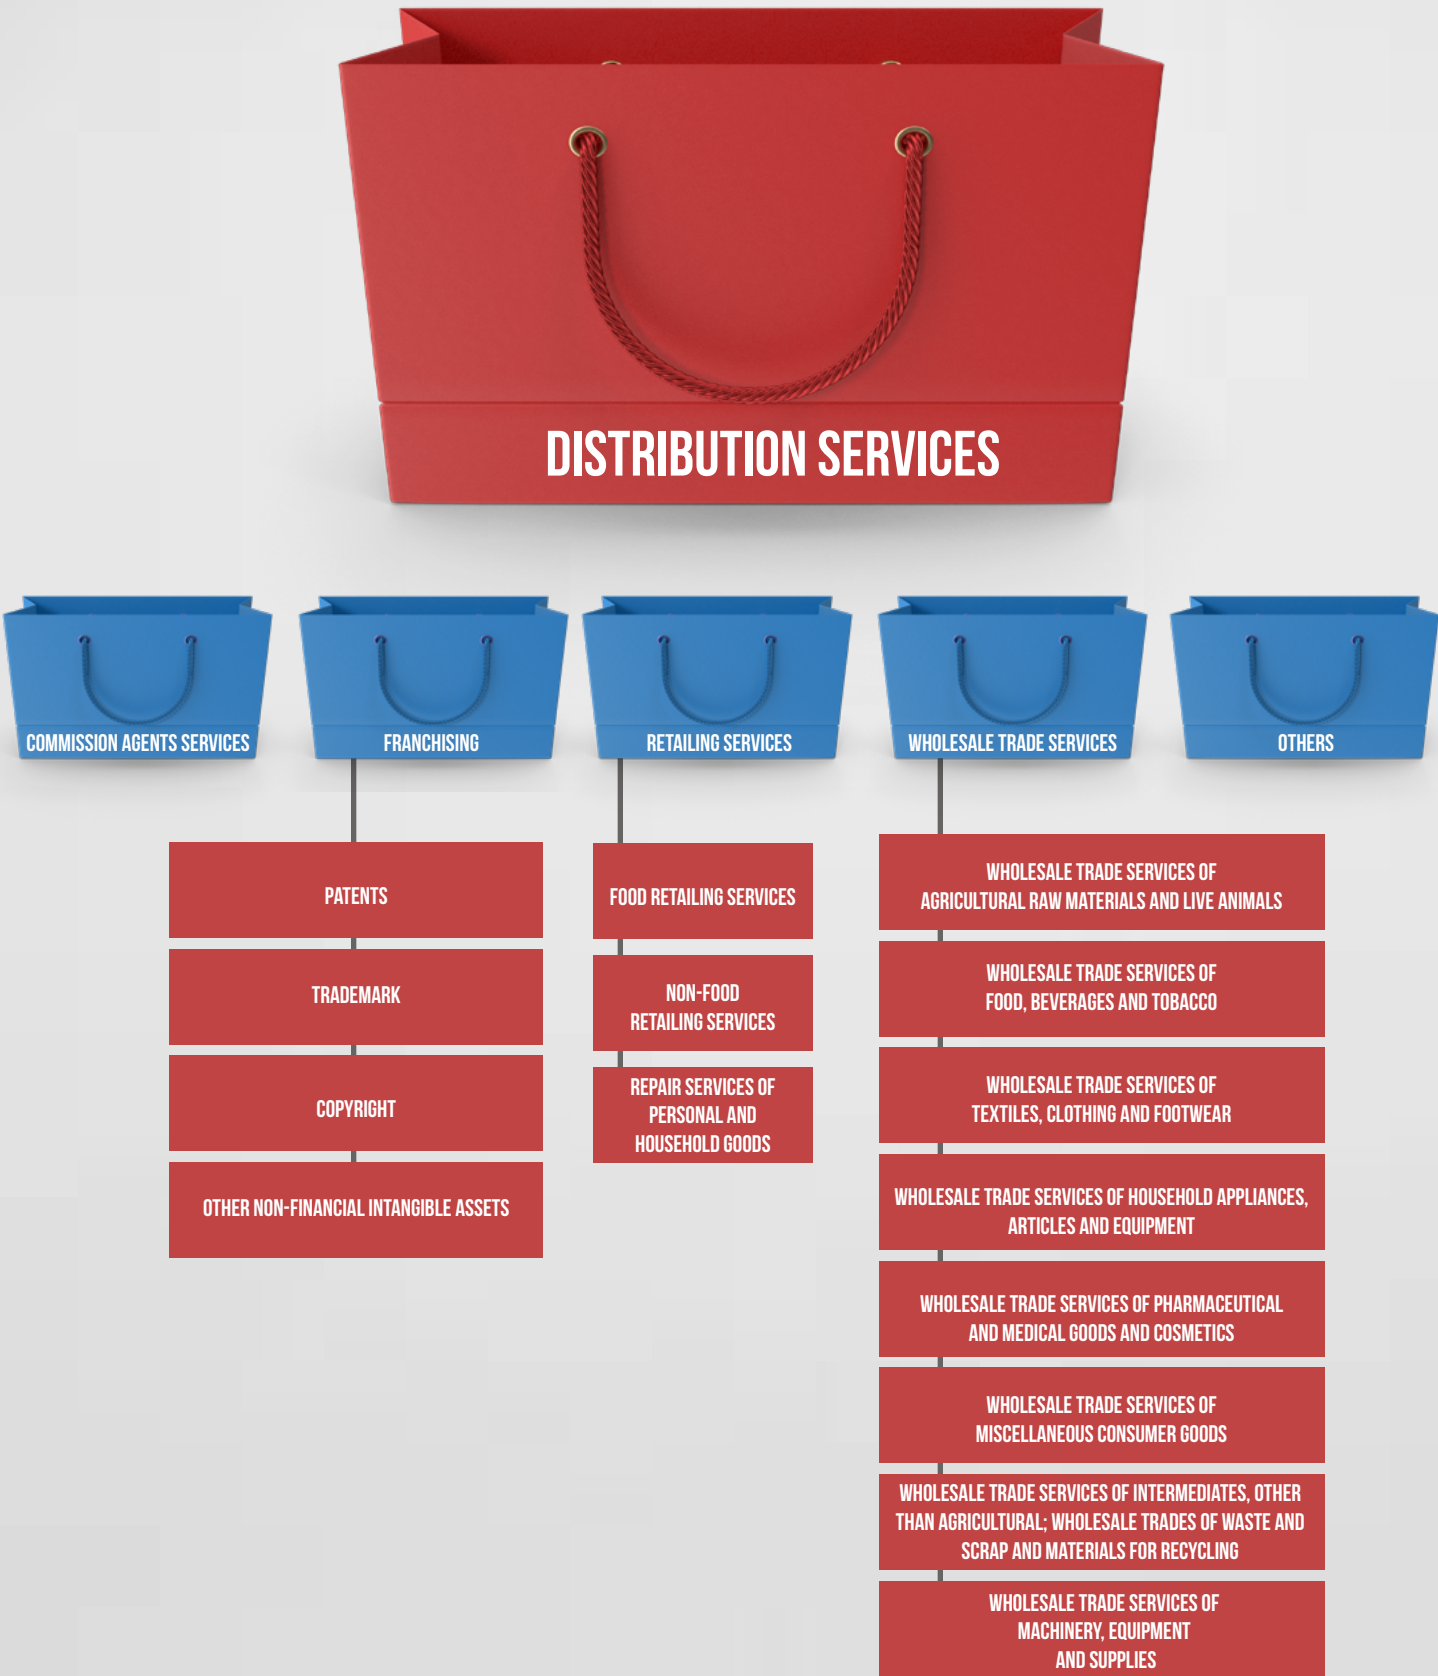 DISTRIBUTION SERVICES
COMMISSION AGENTS SERVICES
FRANCHISING
RETAILING SERVICES
WHOLESALE TRADE SERVICES
OTHERS
PATENTS
TRADEMARK
COPYRIGHT
OTHER NON-FINANCIAL INTANGIBLE ASSETS
FOOD RETAILING SERVICES
NON-FOOD
RETAILING SERVICES
REPAIR SERVICES OF
PERSONAL AND
HOUSEHOLD GOODS
WHOLESALE TRADE SERVICES OF
AGRICULTURAL RAW MATERIALS AND LIVE ANIMALS
WHOLESALE TRADE SERVICES OF
FOOD, BEVERAGES AND TOBACCO
WHOLESALE TRADE SERVICES OF
TEXTILES, CLOTHING AND FOOTWEAR
WHOLESALE TRADE SERVICES OF HOUSEHOLD APPLIANCES,
ARTICLES AND EQUIPMENT
WHOLESALE TRADE SERVICES OF PHARMACEUTICAL
AND MEDICAL GOODS AND COSMETICS
WHOLESALE TRADE SERVICES OF
MISCELLANEOUS CONSUMER GOODS
WHOLESALE TRADE SERVICES OF INTERMEDIATES, OTHER
THAN AGRICULTURAL; WHOLESALE TRADES OF WASTE AND
SCRAP AND MATERIALS FOR RECYCLING
WHOLESALE TRADE SERVICES OF
MACHINERY, EQUIPMENT
AND SUPPLIES